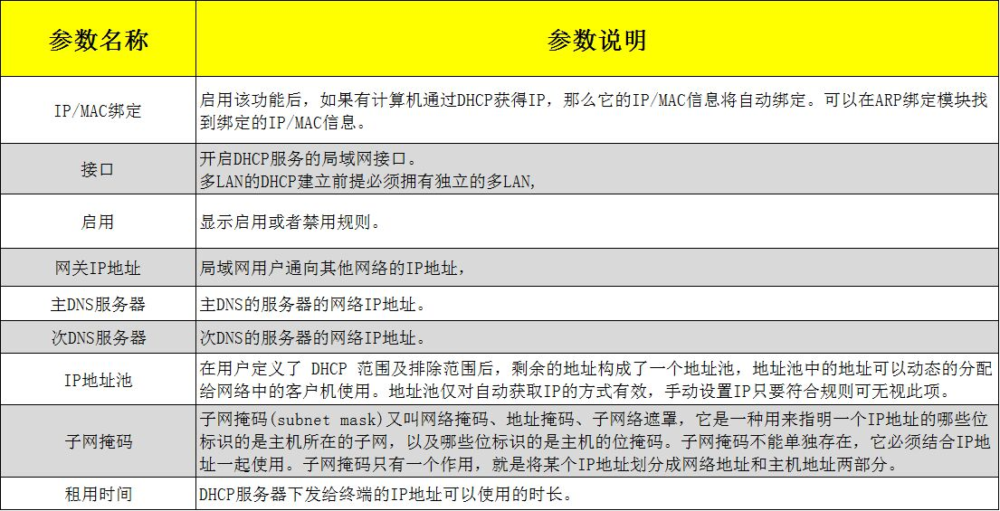 参数名称
参数说明
IP/MAC绑定
启用该功能后，如果有计算机通过DHCP获得IP，那么它的IP/MAC信息将自动绑定。可以在ARP绑定模块找
到绑定的IP/MAC信息。
接口
开启DHCP服务的局域网接口。
多LAN的DHCP建立前提必须拥有独立的多LAN,
启用
显示启用或者禁用规则。
网关IP地址
局域网用户通向其他网络的IP地址，
主DNS服务器
主DNS的服务器的网络IP地址。
次DNS服务器
次DNS的服务器的网络IP地址。
IP地址池
在用户定义了 DHCP 范围及排除范围后，剩余的地址构成了一个地址池，地址池中的地址可以动态的分配
给网络中的客户机使用。地址池仅对自动获取IP的方式有效，手动设置IP只要符合规则可无视此项。
子网掩码
子网掩码(subnet mask)又叫网络掩码、地址掩码、子网络遮罩，它是一种用来指明一个IP地址的哪些位
标识的是主机所在的子网，以及哪些位标识的是主机的位掩码。子网掩码不能单独存在，它必须结合IP地
址一起使用。子网掩码只有一个作用，就是将某个IP地址划分成网络地址和主机地址两部分。
租用时间
DHCP服务器下发给终端的IP地址可以使用的时长。